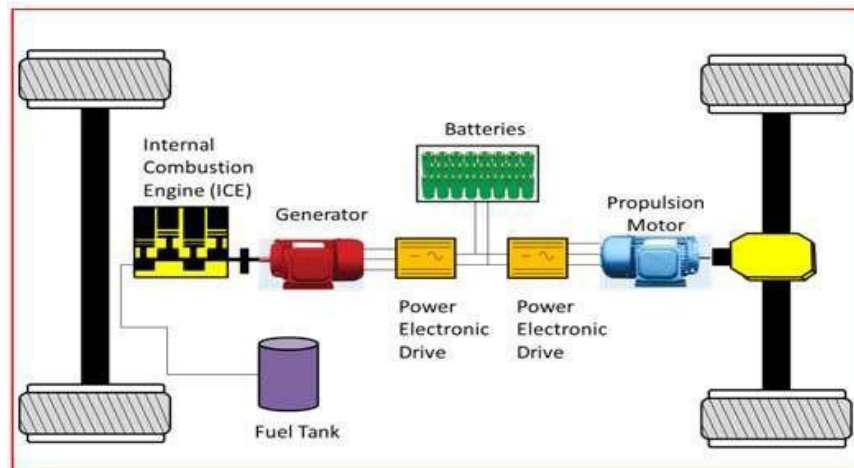 Internal
Combustion
Engine (ICE)
Generator
Batteries
Propulsion
Motor
Power
Electronic
Drive
Power
Electronic
Drive
Fuel Tank